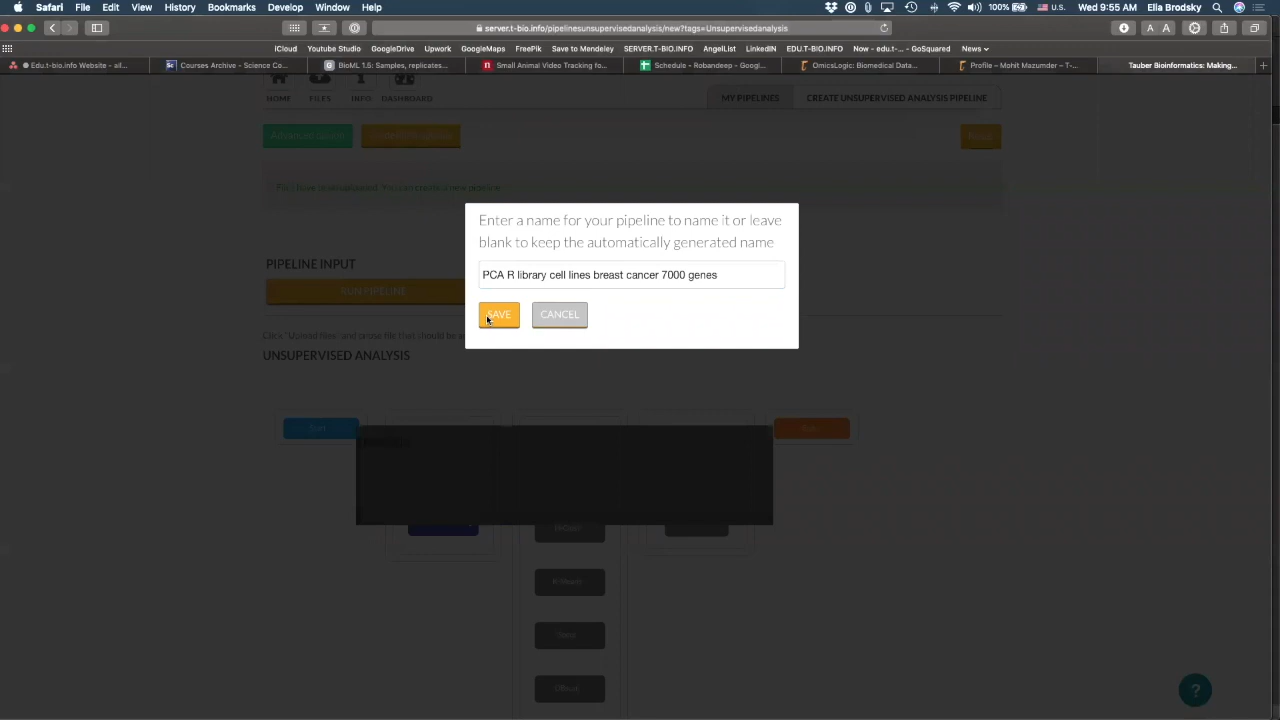 Safari File Edit View History Bookmarks Develop Window Help 100% U.S. Wed 9:55 AM Ella Brodsky
server.t-bio.info/pipelinesunsupervisedanalysis/new?tags=Unsupervisedanalysis
iCloud Youtube Studio GoogleDrive Upwork GoogleMaps FreePik Save to Mendeley SERVER.T-BIO.INFO AngelList LinkedIN EDU.T-BIO.INFO Now - edu.t-... - GoSquared News
Edu.t-bio.info Website - all... Courses Archive - Science Co... BioML 1.5: Samples, replicates... Small Animal Video Tracking fo... Schedule - Robandeep - Googl... OmicsLogic: Biomedical Data... Profile – Mohit Mazumder – T-... Tauber Bioinformatics: Making...
HOME FILES INFO DASHBOARD MY PIPELINES CREATE UNSUPERVISED ANALYSIS PIPELINE
Enter a name for your pipeline to name it or leave
blank to keep the automatically generated name
PCA R library cell lines breast cancer 7000 genes
SAVE CANCEL
PIPELINE INPUT
RUN PIPELINE
UNSUPERVISED ANALYSIS
Start
?